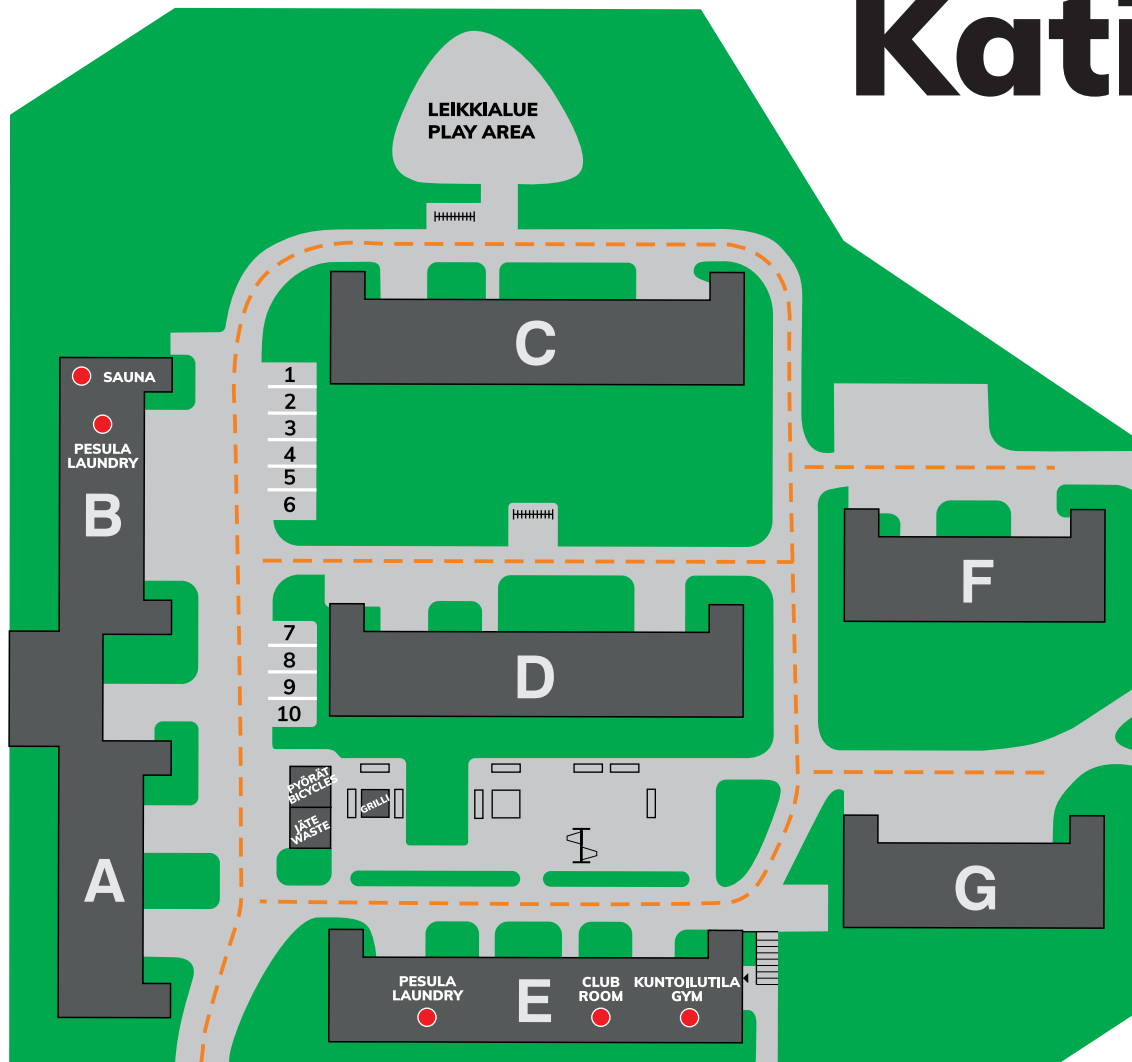 Kati
LEIKKIALUE
PLAY AREA
C
1
2
3
4
5
6
SAUNA
PESULA
LAUNDRY
B
F
7
8
9
10
D
PYÖRÄT
BICYCLES
GRILLI
JÄTE
WASTE
A
G
PESULA
LAUNDRY
E
CLUB
ROOM
KUNTOILUTILA
GYM